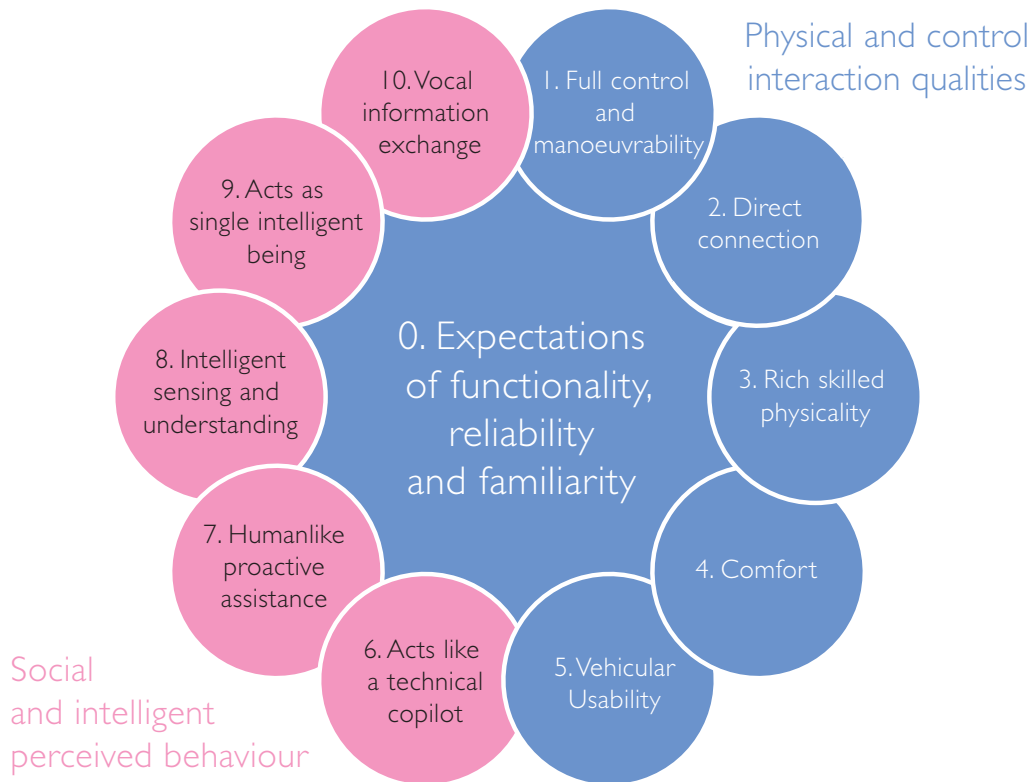 Physical and control
interaction qualities
0. Expectations
of functionality,
reliability
and familiarity
1. Full control
and
manoeuvrability
2. Direct
connection
3. Rich skilled
physicality
4. Comfort
5. Vehicular
Usability
6. Acts like
a technical
copilot
7. Humanlike
proactive
assistance
8. Intelligent
sensing and
understanding
9. Acts as
single intelligent
being
10. Vocal
information
exchange
Social
and intelligent
perceived behaviour